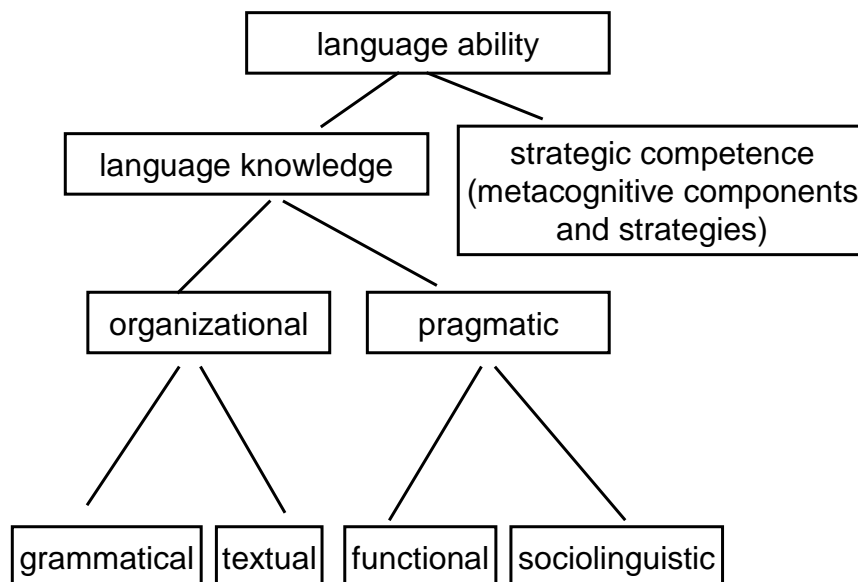 language ability
language knowledge
strategic competence
(metacognitive components
and strategies)
organizational
pragmatic
grammatical
textual
functional
sociolinguistic